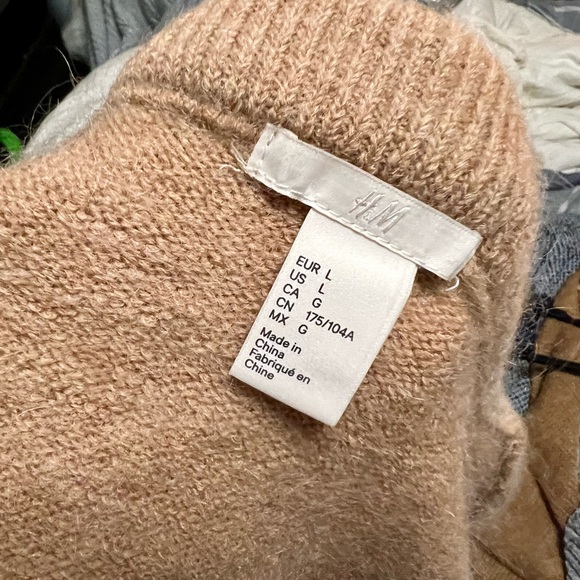 H&M
EUR L
US L
CA G
CN 175/104A
MX G
Made in
China
Fabriqué en
Chine